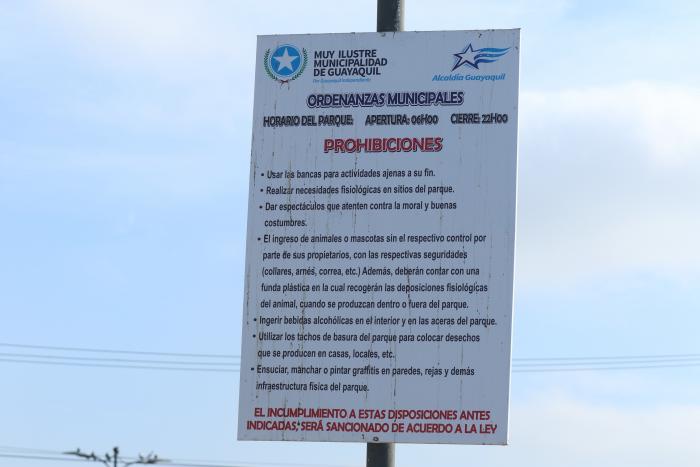 MUY ILUSTRE
MUNICIPALIDAD
DE GUAYAQUIL
Por Guayaquil Independiente
Alcaldía Guayaquil
ORDENANZAS MUNICIPALES
HORARIO DEL PARQUE: APERTURA: 06H00 CIERRE: 22H00
PROHIBICIONES
• Usar las bancas para actividades ajenas a su fin.
• Realizar necesidades fisiológicas en sitios del parque.
• Dar espectáculos que atenten contra la moral y buenas
costumbres.
• El ingreso de animales o mascotas sin el respectivo control por
parte de sus propietarios, con las respectivas seguridades
(collares, arnés, correa, etc.) Además, deberán contar con una
funda plástica en la cual recogerán las deposiciones fisiológicas
del animal, cuando se produzcan dentro o fuera del parque.
• Ingerir bebidas alcohólicas en el interior y en las aceras del parque.
• Utilizar los tachos de basura del parque para colocar desechos
que se producen en casas, locales, etc.
• Ensuciar, manchar o pintar graffitis en paredes, rejas y demás
infraestructura física del parque.
EL INCUMPLIMIENTO A ESTAS DISPOSICIONES ANTES
INDICADAS, SERÁ SANCIONADO DE ACUERDO A LA LEY